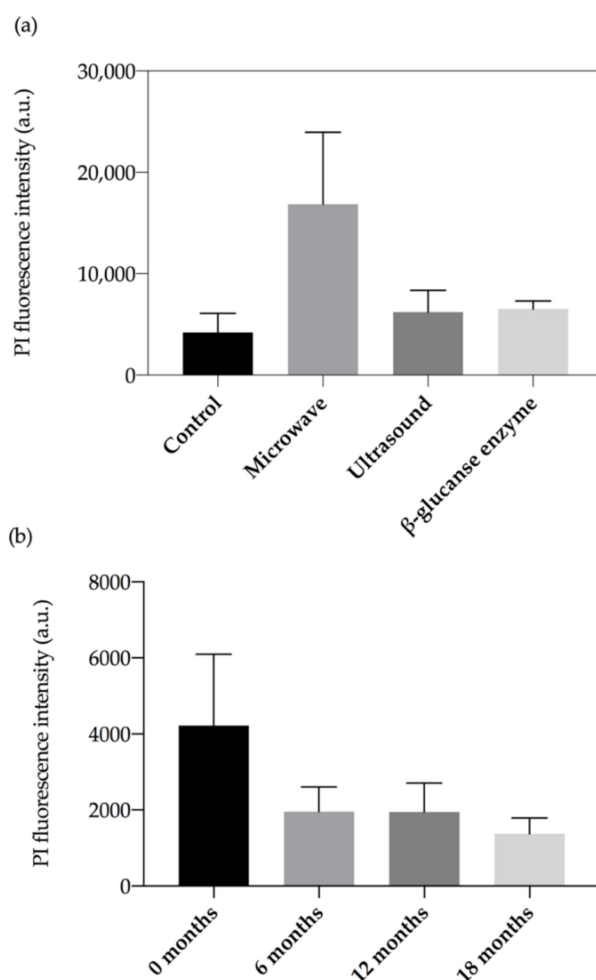 (a)
PI fluorescence intensity (a.u.)
30,000
20,000
10,000
0
Control
Microwave
Ultrasound
β-glucanse enzyme
(b)
PI fluorescence intensity (a.u.)
8000
6000
4000
2000
0
0 months
6 months
12 months
18 months